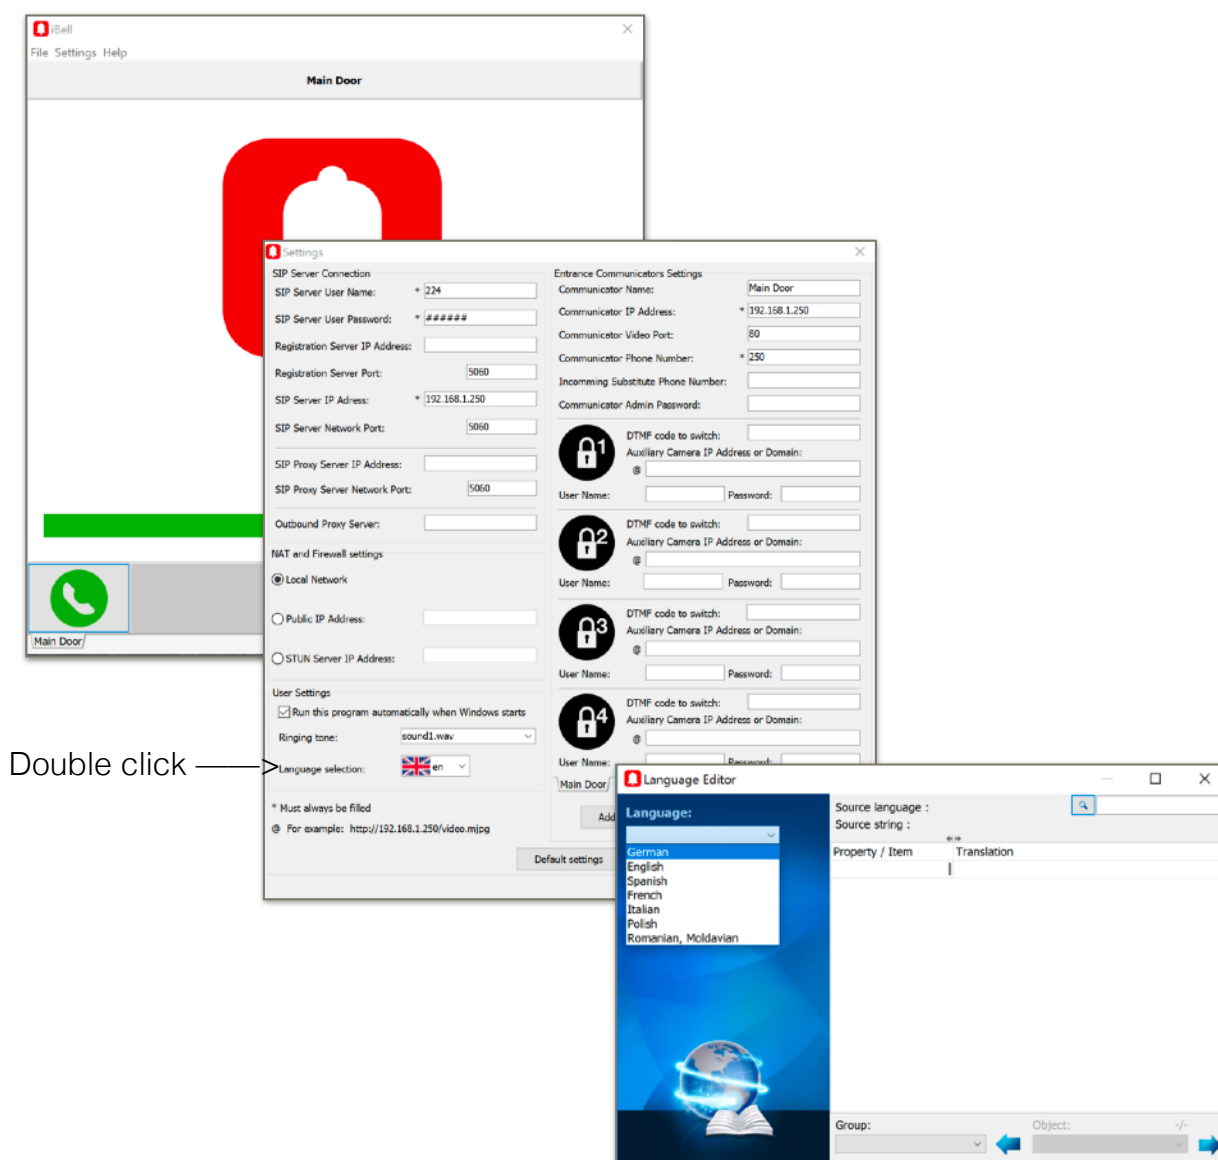 iBell
File Settings Help
Main Door
Main Door
Settings
SIP Server Connection
SIP Server User Name: * 224
SIP Server User Password: * ######
Registration Server IP Address:
Registration Server Port: 5060
SIP Server IP Adress: * 192.168.1.250
SIP Server Network Port: 5060
SIP Proxy Server IP Address:
SIP Proxy Server Network Port: 5060
Outbound Proxy Server:
NAT and Firewall settings
Local Network
Public IP Address:
STUN Server IP Address:
User Settings
Run this program automatically when Windows starts
Ringing tone: sound1.wav
Double click ——>
Language selection: en
* Must always be filled
@ For example: http://192.168.1.250/video.mjpg
Default settings
Entrance Communicators Settings
Communicator Name: Main Door
Communicator IP Address: * 192.168.1.250
Communicator Video Port: 80
Communicator Phone Number: * 250
Incomming Substitute Phone Number:
Communicator Admin Password:
1
DTMF code to switch:
Auxiliary Camera IP Address or Domain:
@
User Name: Password:
2
DTMF code to switch:
Auxiliary Camera IP Address or Domain:
@
User Name: Password:
3
DTMF code to switch:
Auxiliary Camera IP Address or Domain:
@
User Name: Password:
4
DTMF code to switch:
Auxiliary Camera IP Address or Domain:
@
User Name: Password:
Main Door
Add
Language Editor
Language:
German
English
Spanish
French
Italian
Polish
Romanian, Moldavian
Source language :
Source string :
Property / Item Translation
Group: Object: -/-